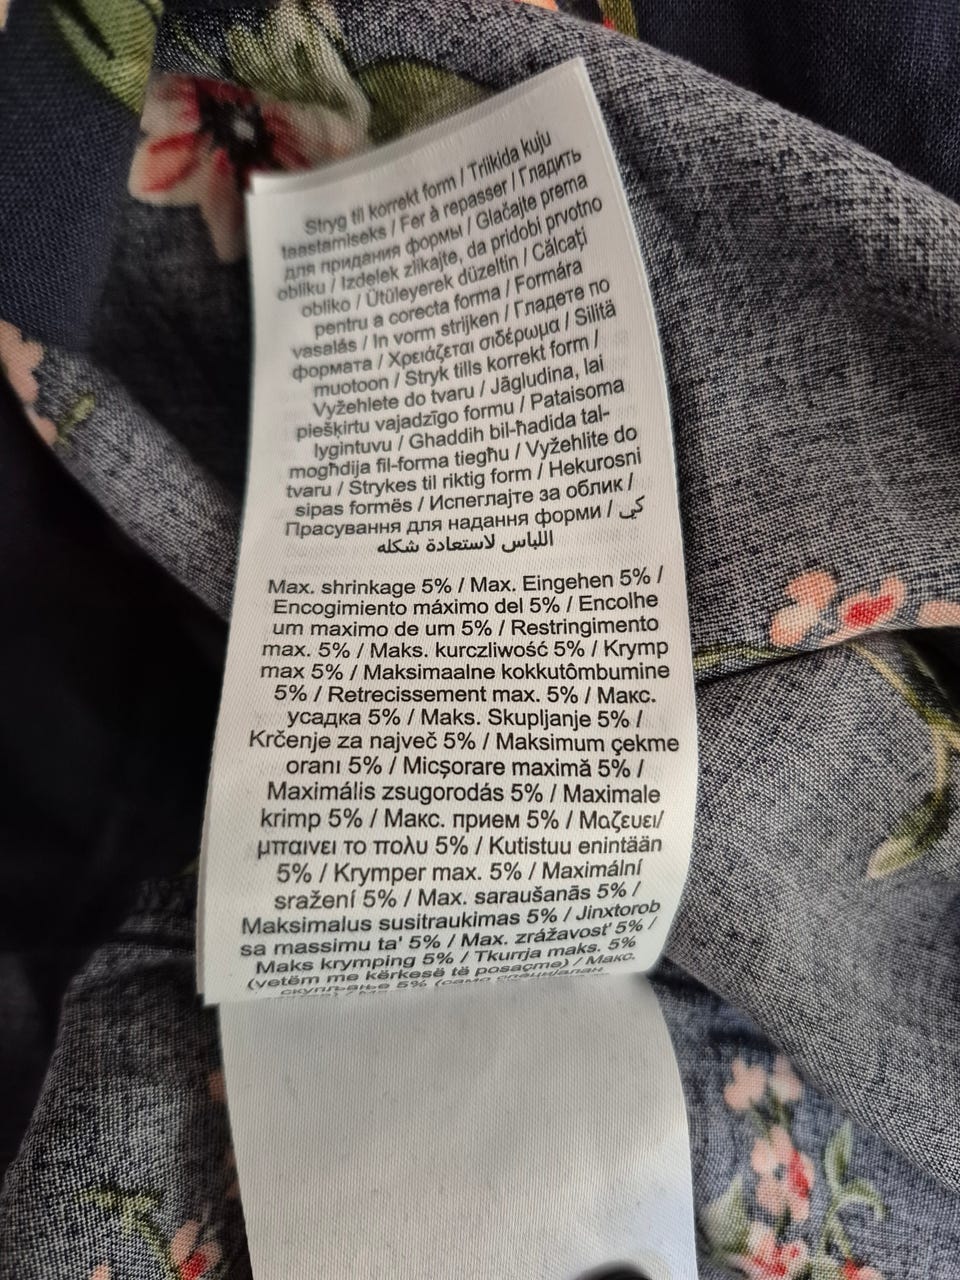 Stryg til korrekt form / Triikida kuju
taastamiseks / Fer à repasser / Гладить
для придания формы / Glačajte prema
obliku / Izdelek zlikajte, da pridobi prvotno
obliko / Ütüleyerek düzeltin / Călcați
pentru a corecta forma / Formára
vasalás / In vorm strijken / Гладете по
формата / Χρειάζεται σιδέρωμα / Silitä
muotoon / Stryk tills korrekt form /
Vyžehlete do tvaru / Jāgludina, lai
piešķirtu vajadzīgo formu / Pataisoma
lygintuvu / Ghaddih bil-ħadida tal-
mogħdija fil-forma tiegħu / Vyžehlite do
tvaru / Strykes til riktig form / Hekurosni
sipas formës / Испеглајте за облик /
Прасування для надання форми / كي
اللباس لاستعادة شكله
Max. shrinkage 5% / Max. Eingehen 5% /
Encogimiento máximo del 5% / Encolhe
um maximo de um 5% / Restringimento
max. 5% / Maks. kurczliwość 5% / Krymp
max 5% / Maksimaalne kokkutômbumine
5% / Retrecissement max. 5% / Макс.
усадка 5% / Maks. Skupljanje 5% /
Krčenje za največ 5% / Maksimum çekme
oranı 5% / Micșorare maximă 5% /
Maximális zsugorodás 5% / Maximale
krimp 5% / Макс. прием 5% / Μαζευει/
μπαινει το πολυ 5% / Kutistuu enintään
5% / Krymper max. 5% / Maximální
sražení 5% / Max. saraušanās 5% /
Maksimalus susitraukimas 5% / Jinxtorob
sa massimu ta' 5% / Max. zrážavosť 5% /
Maks krymping 5% / Tkurrja maks. 5%
(vetëm me kërkesë të posaçme) / Макс.
скупљање 5% (само специјалан